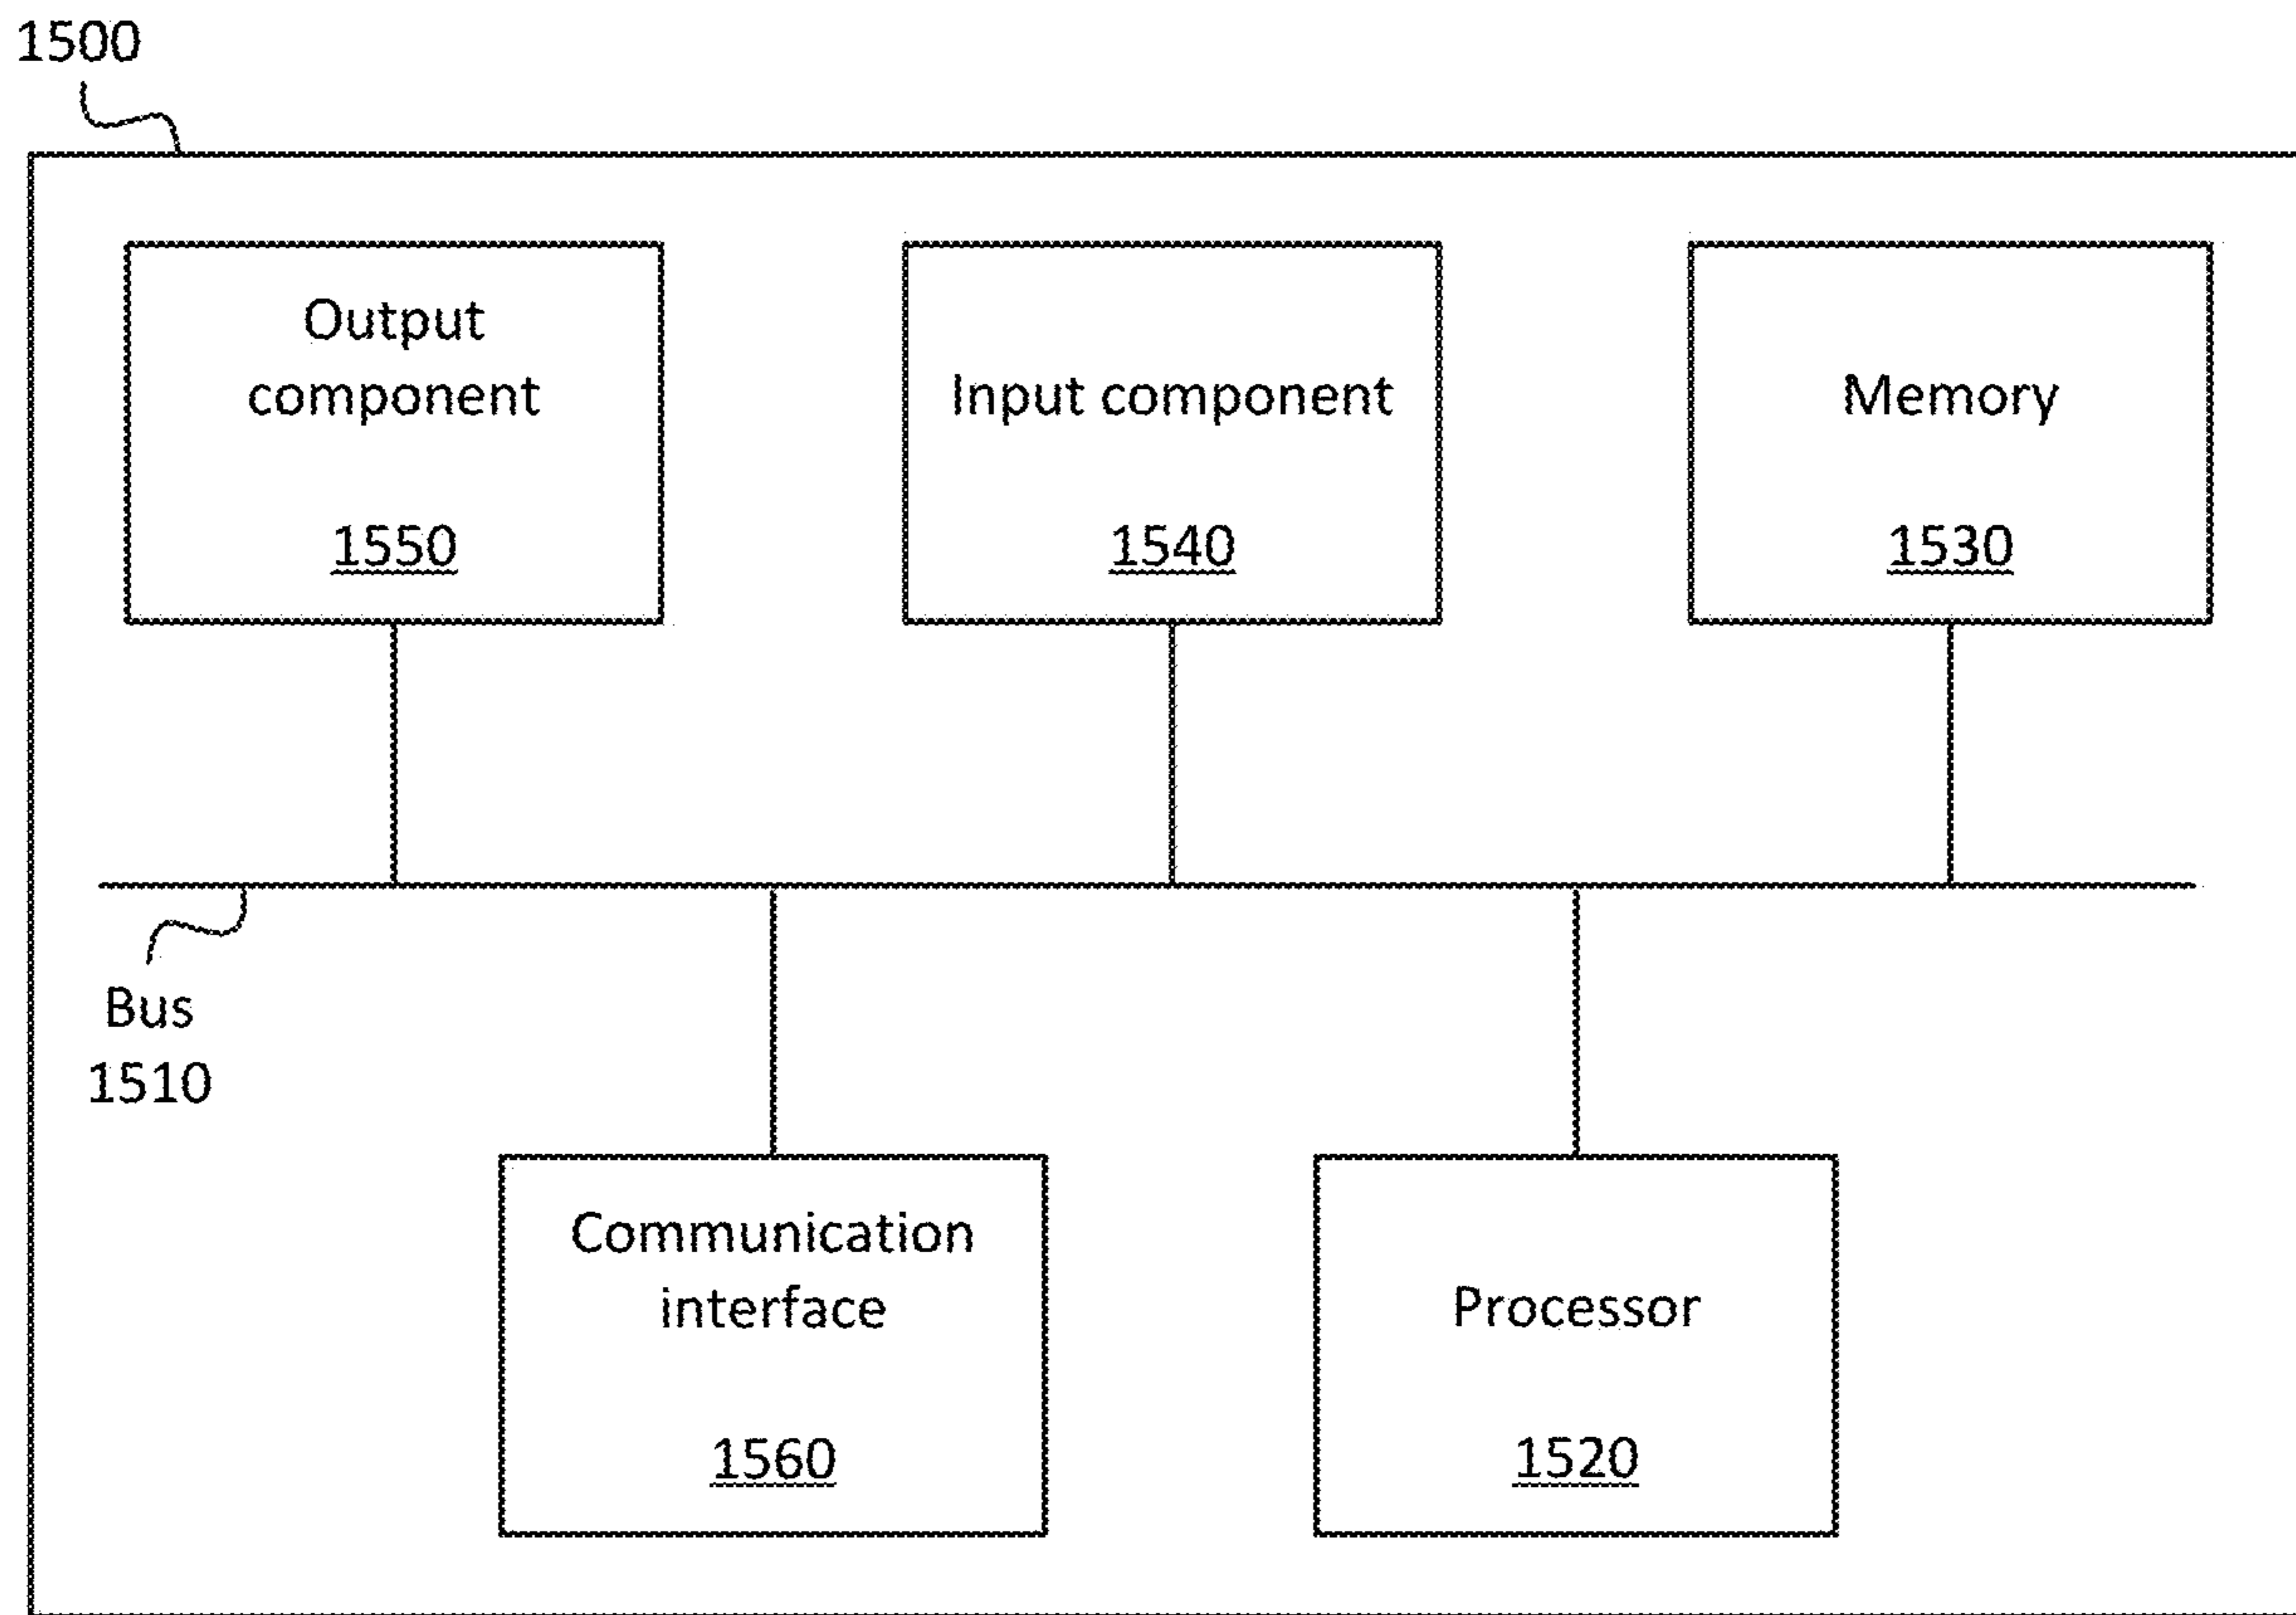 1500
Output
component
1550
Input component
1540
Memory
1530
Bus
1510
Communication
interface
1560
Processor
1520